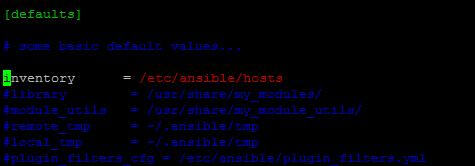 [defaults]
# some basic default values...
inventory      = /etc/ansible/hosts
#library        = /usr/share/my_modules/
#module_utils   = /usr/share/my_module_utils/
#remote_tmp     = ~/.ansible/tmp
#local_tmp      = ~/.ansible/tmp
#plugin_filters_cfg = /etc/ansible/plugin_filters.yml